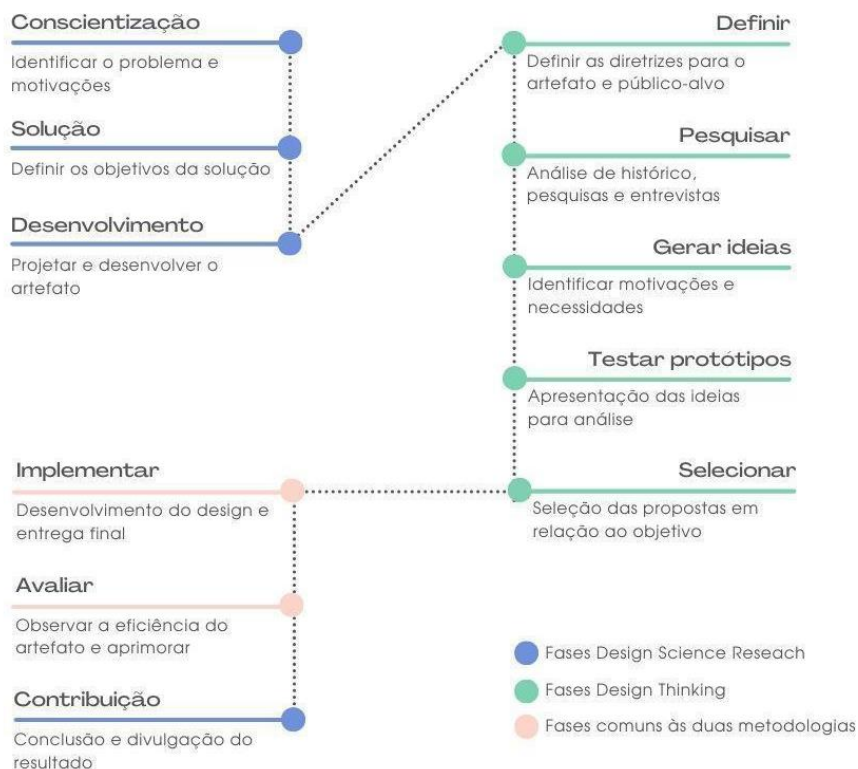 Conscientização
Identificar o problema e
motivações
Solução
Definir os objetivos da solução
Desenvolvimento
Projetar e desenvolver o
artefato
Definir
Definir as diretrizes para o
artefato e público-alvo
Pesquisar
Análise de histórico,
pesquisas e entrevistas
Gerar ideias
Identificar motivações e
necessidades
Testar protótipos
Apresentação das ideias
para análise
Selecionar
Seleção das propostas em
relação ao objetivo
Implementar
Desenvolvimento do design e
entrega final
Avaliar
Observar a eficiência do
artefato e aprimorar
Contribuição
Conclusão e divulgação do
resultado
Fases Design Science Reseach
Fases Design Thinking
Fases comuns às duas metodologias